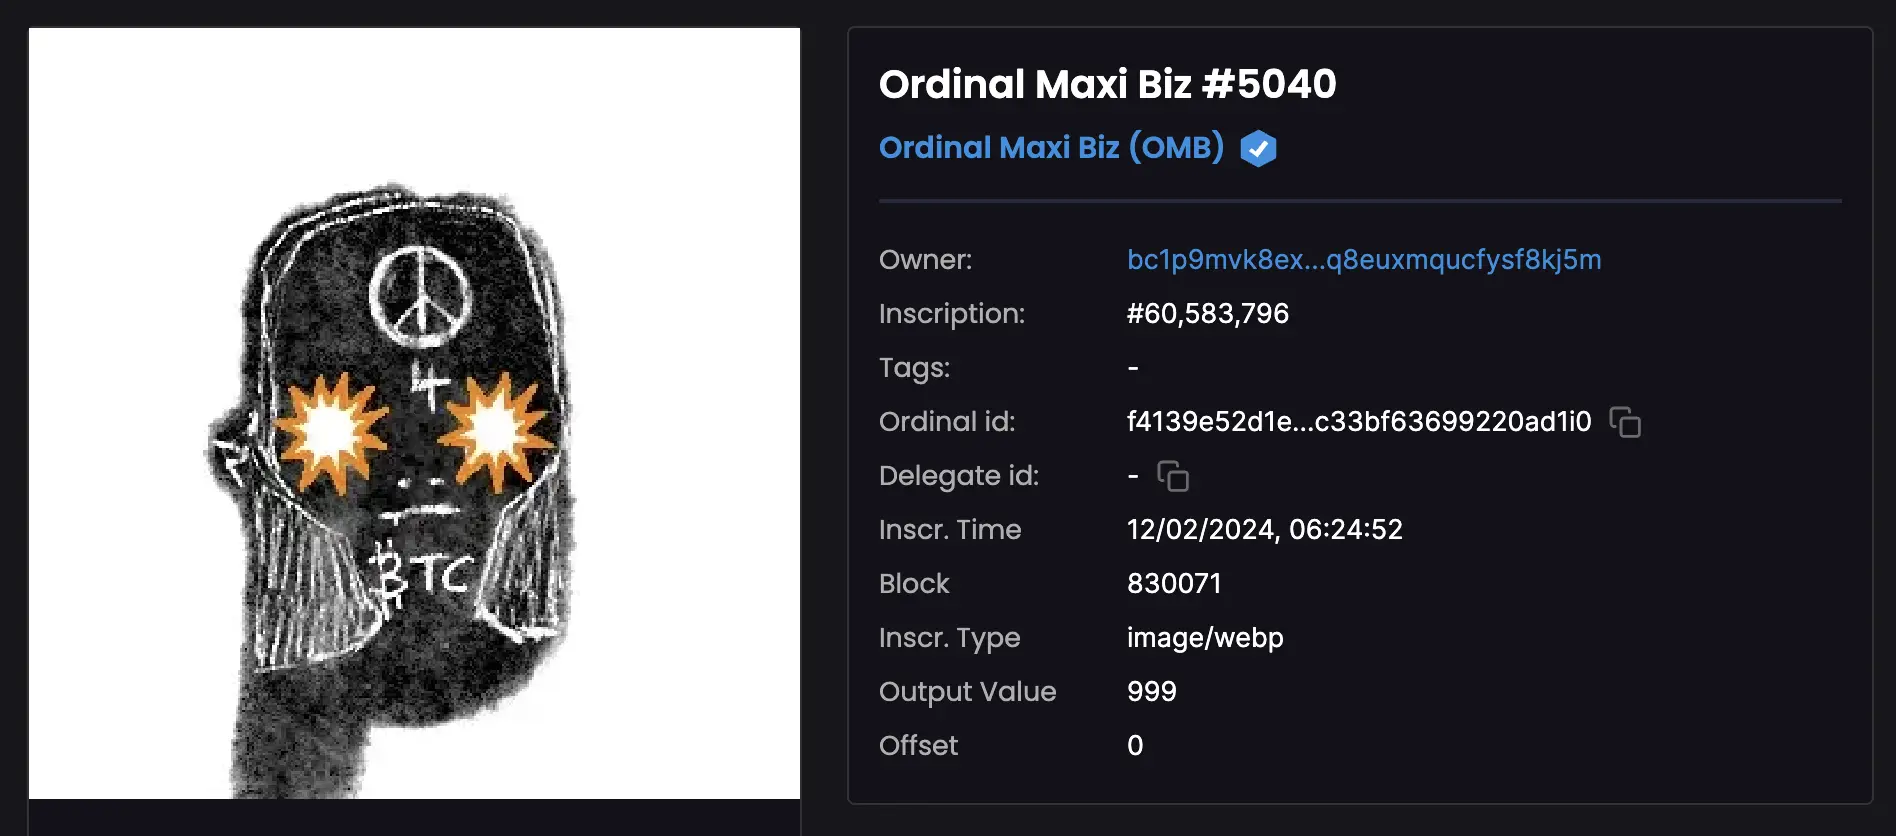 4
₿TC
Ordinal Maxi Biz #5040
Ordinal Maxi Biz (OMB)
Owner: bc1p9mvk8ex...q8euxmqucfysf8kj5m
Inscription: #60,583,796
Tags: -
Ordinal id: f4139e52d1e...c33bf63699220ad1i0
Delegate id: -
Inscr. Time 12/02/2024, 06:24:52
Block 830071
Inscr. Type image/webp
Output Value 999
Offset 0